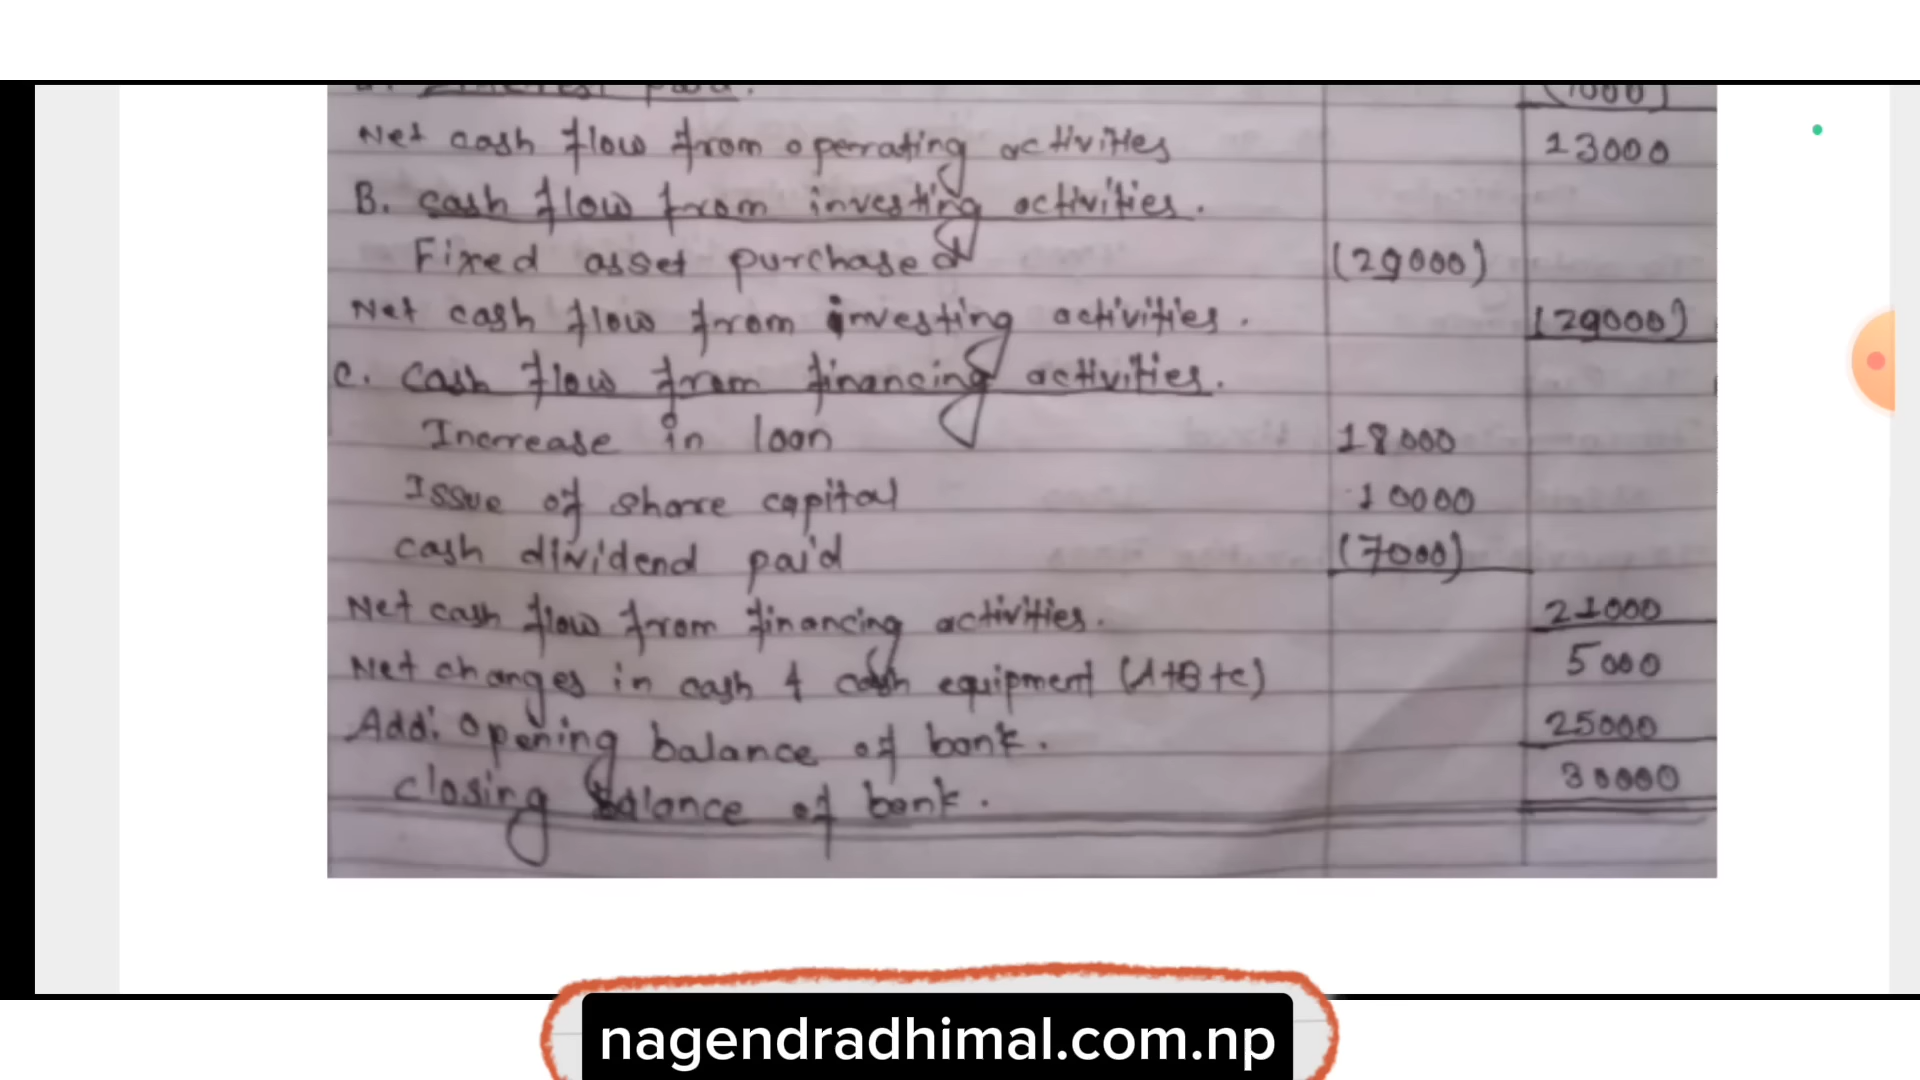 Interest paid. (1000)
Net cash flow from operating activities 13000
B. cash flow from investing activities.
Fixed asset purchased (29000)
Net cash flow from investing activities. (29000)
C. cash flow from financing activities.
Increase in loan 18000
Issue of share capital 10000
cash dividend paid (7000)
Net cash flow from financing activities. 21000
Net changes in cash & cash equipment (A+B+C) 5000
Add: Opening balance of bank. 25000
closing balance of bank. 30000
nagendradhimal.com.np